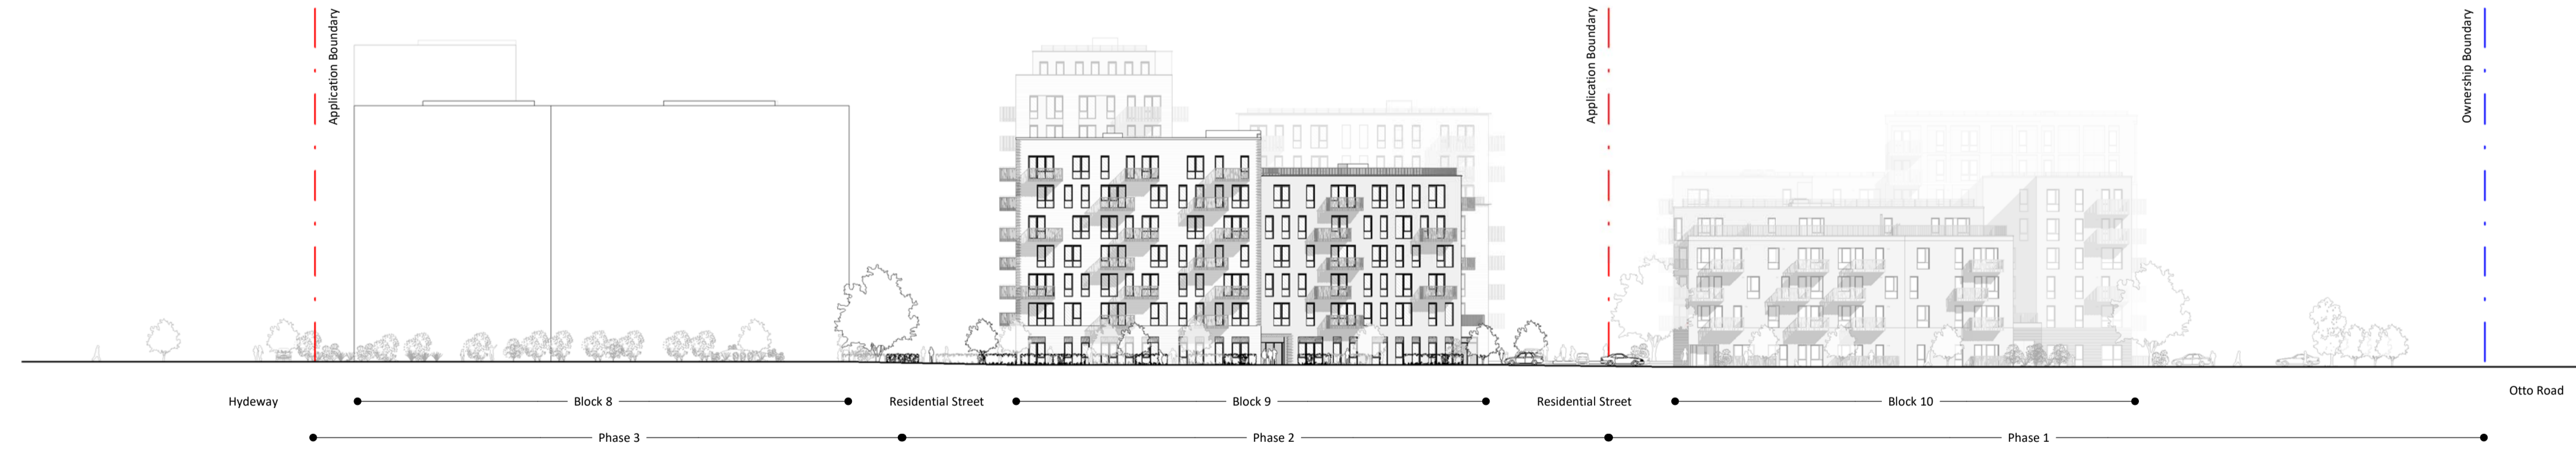 Application Boundary
Application Boundary
Ownership Boundary
Hydeway
Block 8
Residential Street
Block 9
Residential Street
Block 10
Otto Road
Phase 3
Phase 2
Phase 1